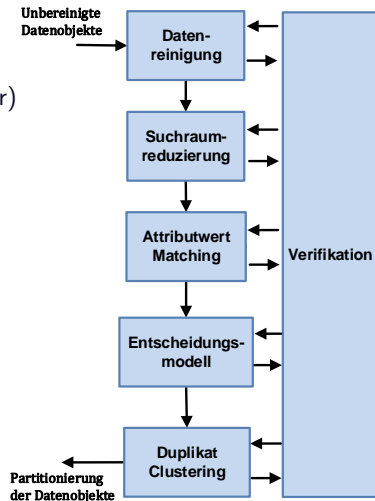 Unbereinigte
Datenobjekte
Daten-
reinigung
r)
Suchraum-
reduzierung
Attributwert
Matching
Verifikation
Entscheidungs-
modell
Duplikat
Clustering
Partitionierung
der Datenobjekte